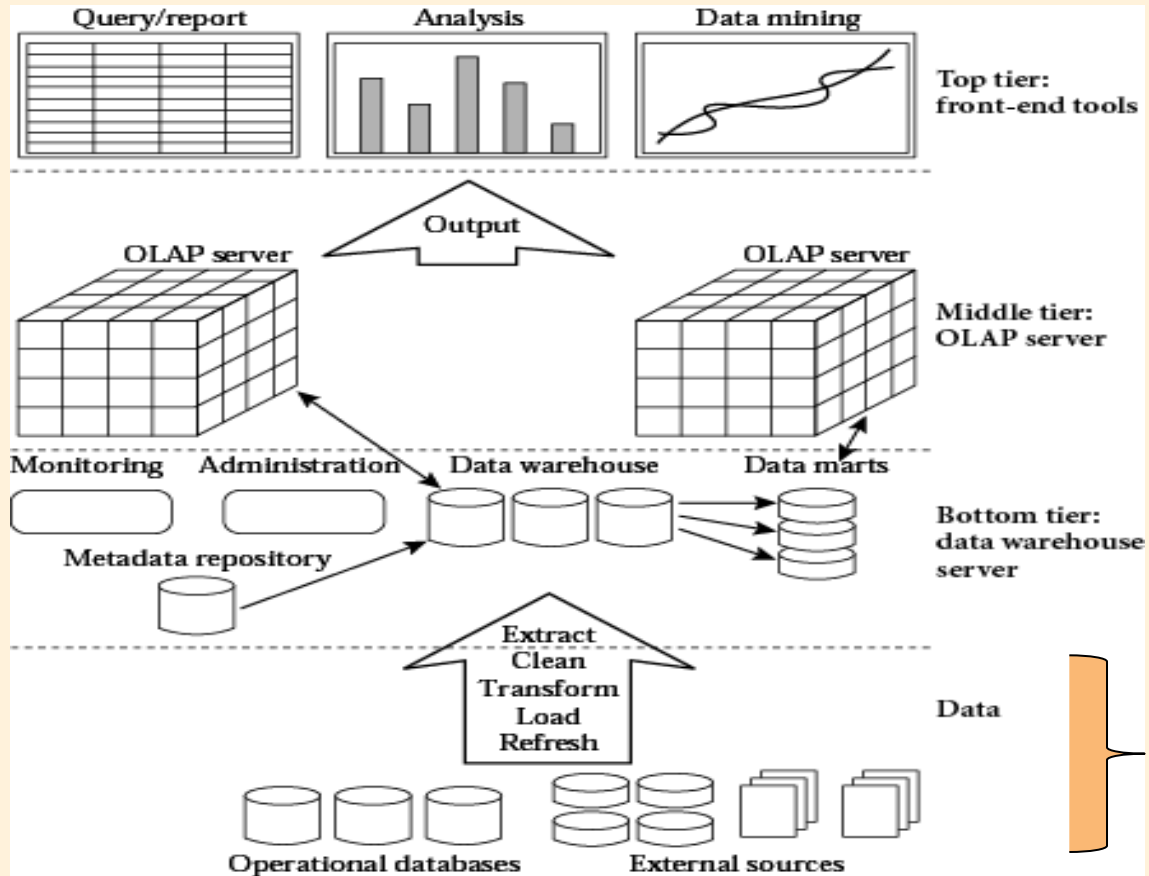 Query/report
Analysis
Data mining
Top tier:
front-end tools
Output
OLAP server
OLAP server
Middle tier:
OLAP server
Monitoring
Administration
Data warehouse
Data marts
Metadata repository
Bottom tier:
data warehouse
server
Extract
Clean
Transform
Load
Refresh
Data
Operational databases
External sources